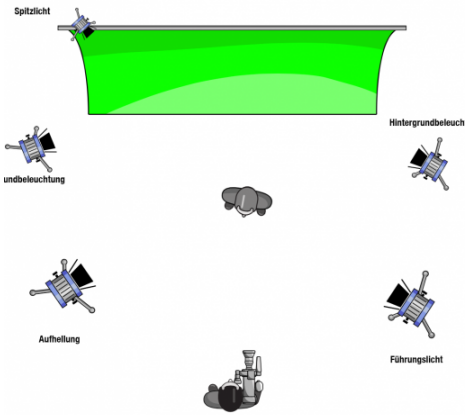 Spitzlicht
Hintergrundbeleuch
undbeleuchtung
Aufhellung
Führungslicht